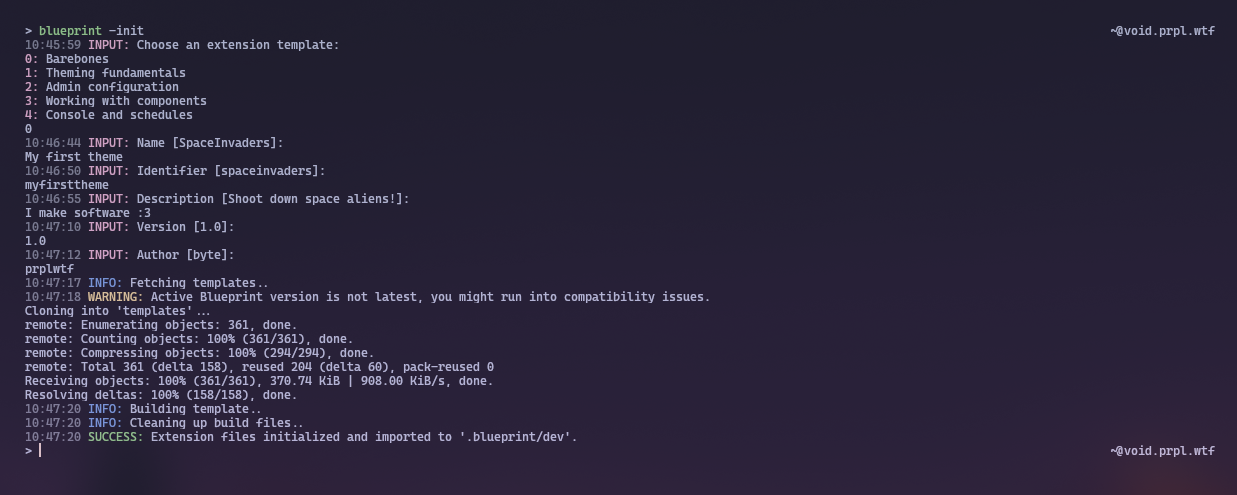 > blueprint -init ~@void.prpl.wtf
10:45:59 INPUT: Choose an extension template:
0: Barebones
1: Theming fundamentals
2: Admin configuration
3: Working with components
4: Console and schedules
0
10:46:44 INPUT: Name [SpaceInvaders]:
My first theme
10:46:50 INPUT: Identifier [spaceinvaders]:
myfirsttheme
10:46:55 INPUT: Description [Shoot down space aliens!]:
I make software :3
10:47:10 INPUT: Version [1.0]:
1.0
10:47:12 INPUT: Author [byte]:
prplwtf
10:47:17 INFO: Fetching templates..
10:47:18 WARNING: Active Blueprint version is not latest, you might run into compatibility issues.
Cloning into 'templates'...
remote: Enumerating objects: 361, done.
remote: Counting objects: 100% (361/361), done.
remote: Compressing objects: 100% (294/294), done.
remote: Total 361 (delta 158), reused 204 (delta 60), pack-reused 0
Receiving objects: 100% (361/361), 370.74 KiB | 908.00 KiB/s, done.
Resolving deltas: 100% (158/158), done.
10:47:20 INFO: Building template..
10:47:20 INFO: Cleaning up build files..
10:47:20 SUCCESS: Extension files initialized and imported to '.blueprint/dev'.
> ~@void.prpl.wtf